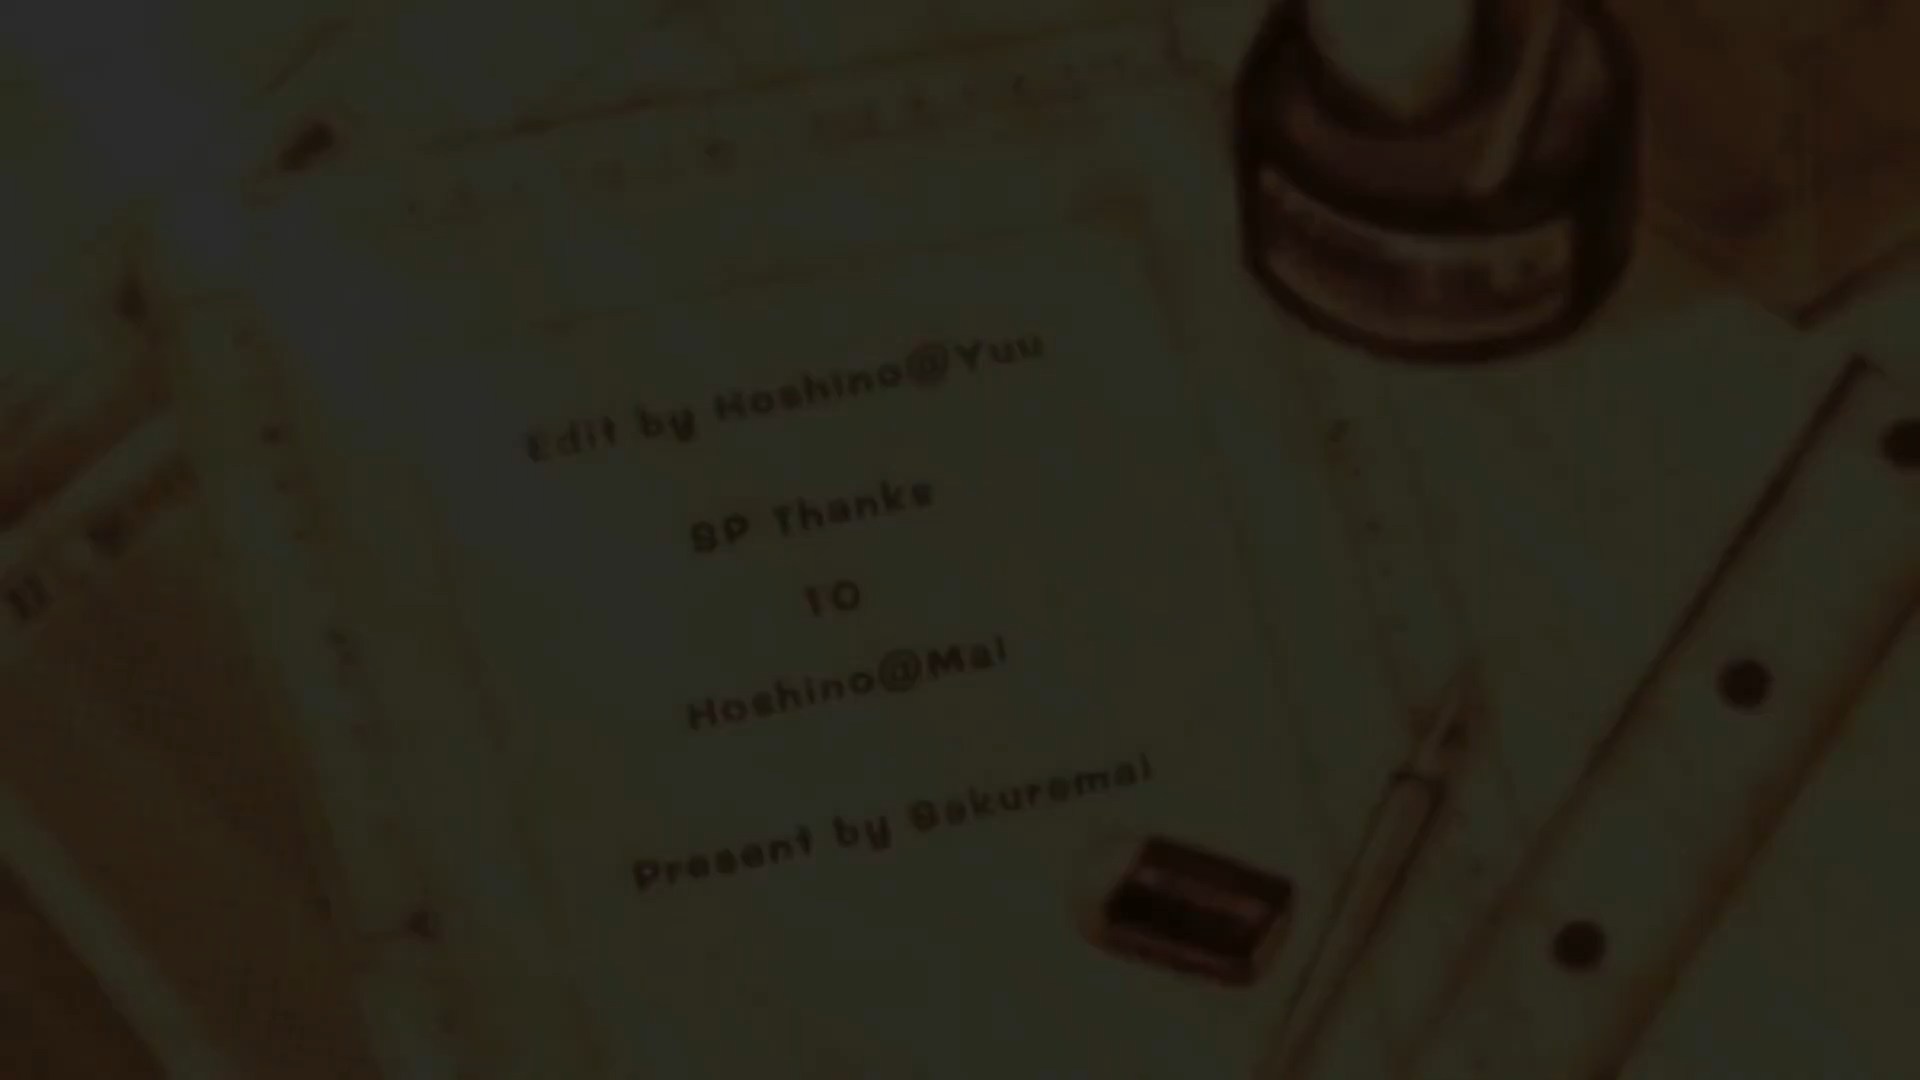 Edit by Hoshino@Yuu
SP Thanks
TO
Hoshino@Mai
Present by Sakuramai